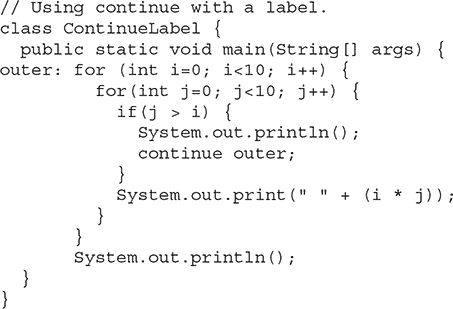 // Using continue with a label.
class ContinueLabel {
  public static void main(String[] args) {
outer: for (int i=0; i<10; i++) {
         for(int j=0; j<10; j++) {
           if(j > i) {
             System.out.println();
             continue outer;
           }
           System.out.print(" " + (i * j));
         }
       }
       System.out.println();
  }
}